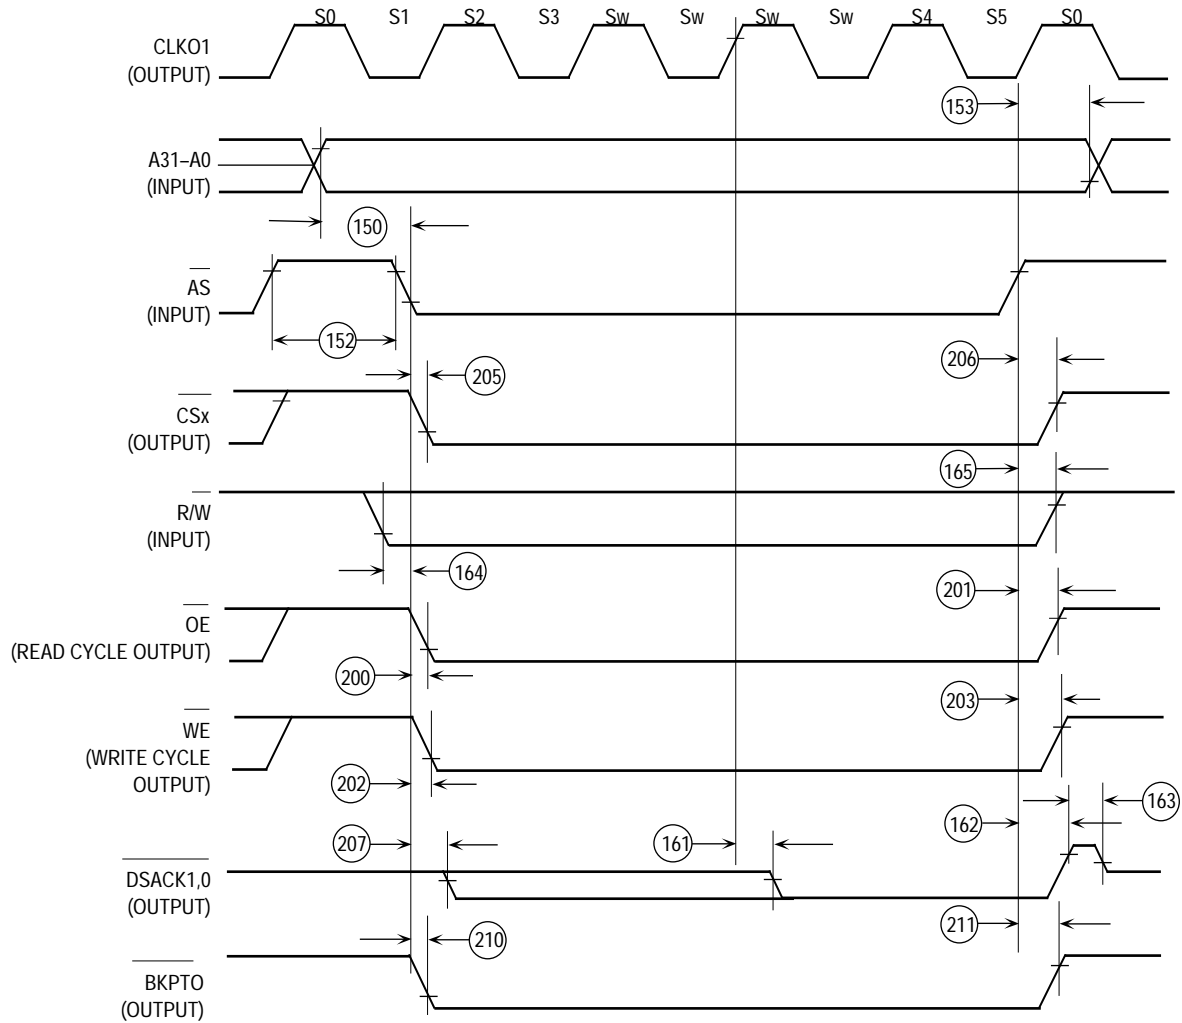 S0 S1 S2 S3 Sw Sw Sw Sw S4 S5 S0
CLKO1
(OUTPUT)
153
A31–A0
(INPUT)
150
AS
(INPUT)
152
205
206
CSx
(OUTPUT)
165
R/W
(INPUT)
164
201
OE
(READ CYCLE OUTPUT)
200
203
WE
(WRITE CYCLE
OUTPUT)
202
163
162
207
161
DSACK1,0
(OUTPUT)
211
210
BKPTO
(OUTPUT)